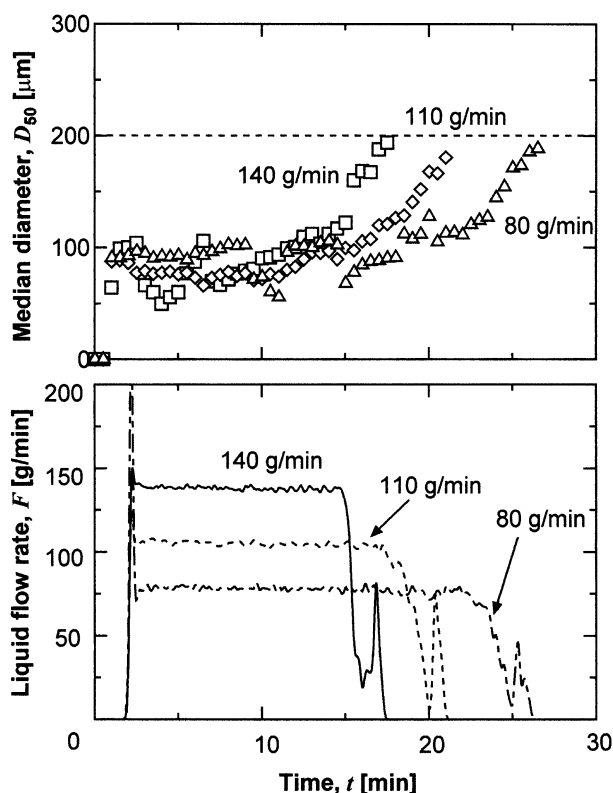 300
200
100
0
Median diameter, D50 [μm]
110 g/min
140 g/min
80 g/min
200
150
100
50
0
Liquid flow rate, F [g/min]
140 g/min
110 g/min
80 g/min
10
20
30
Time, t [min]